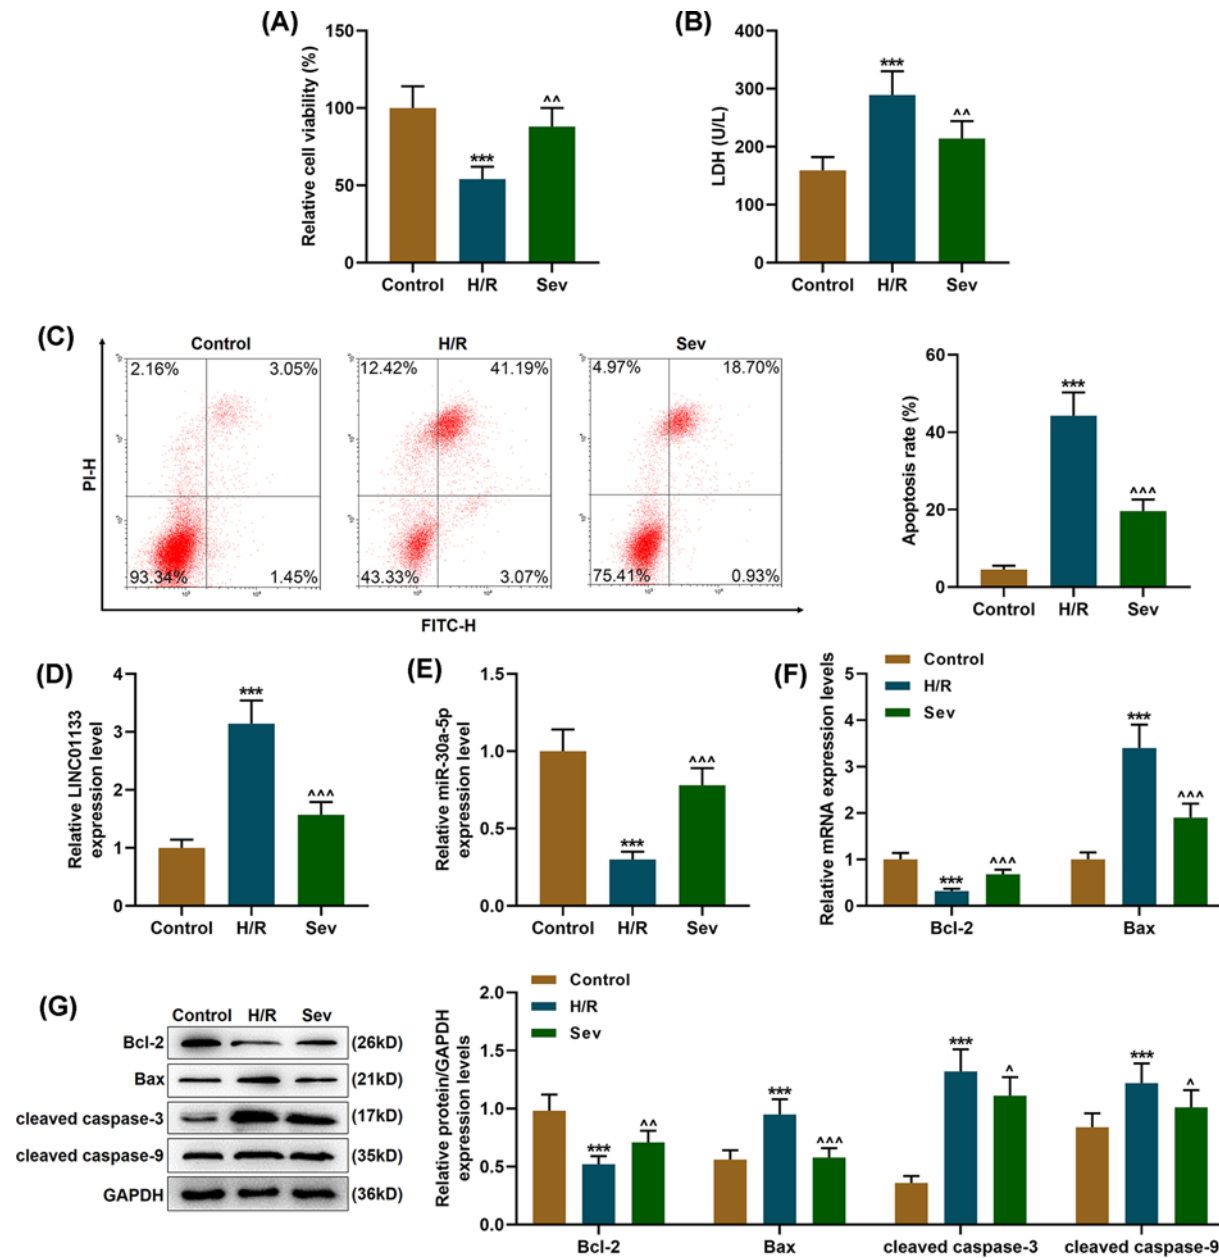 (A)
Relative cell viability (%)
150
100
50
0
***
^^
Control H/R Sev
(B)
LDH (U/L)
400
300
200
100
0
***
^^
Control H/R Sev
(C)
Control H/R Sev
2.16% 3.05%
93.34% 1.45%
12.42% 41.19%
43.33% 3.07%
4.97% 18.70%
75.41% 0.93%
PI-H
FITC-H
Apoptosis rate (%)
60
40
20
0
***
^^^
Control H/R Sev
(D)
Relative LINC01133
expression level
4
3
2
1
0
***
^^^
Control H/R Sev
(E)
Relative miR-30a-5p
expression level
1.5
1.0
0.5
0.0
***
^^^
Control H/R Sev
(F)
Control
H/R
Sev
Relative mRNA expression levels
5
4
3
2
1
0
*** ^^^
*** ^^^
Bcl-2 Bax
(G)
Control H/R Sev
Bcl-2 (26kD)
Bax (21kD)
cleaved caspase-3 (17kD)
cleaved caspase-9 (35kD)
GAPDH (36kD)
Control
H/R
Sev
Relative protein/GAPDH
expression levels
2.0
1.5
1.0
0.5
0.0
*** ^^
*** ^^^
*** ^
*** ^
Bcl-2 Bax cleaved caspase-3 cleaved caspase-9